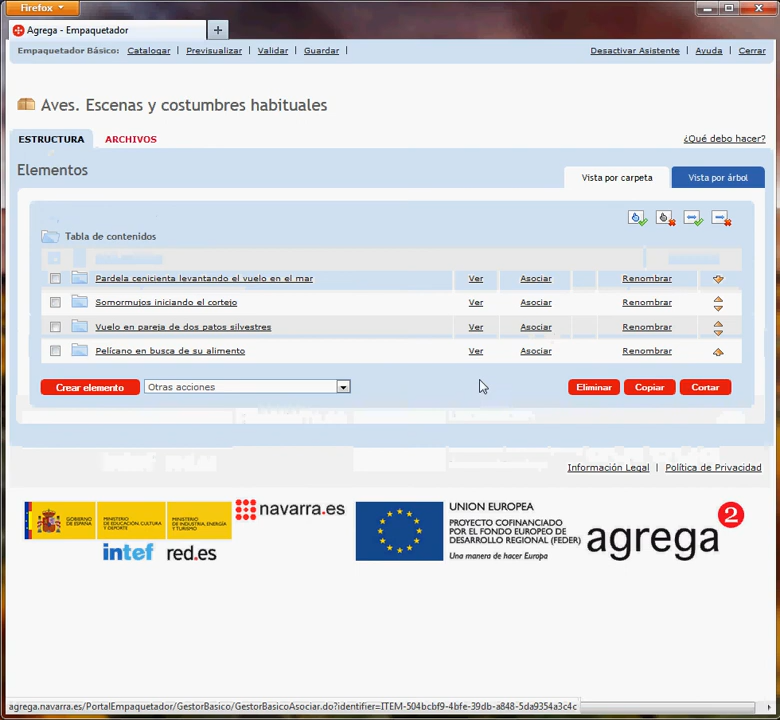 Firefox
Agrega - Empaquetador
Empaquetador Básico: Catalogar | Previsualizar | Validar | Guardar |
Desactivar Asistente | Ayuda | Cerrar
Aves. Escenas y costumbres habituales
ESTRUCTURA ARCHIVOS
¿Qué debo hacer?
Elementos
Vista por carpeta Vista por árbol
Tabla de contenidos
Pardela cenicienta levantando el vuelo en el mar Ver Asociar Renombrar
Somormujos iniciando el cortejo Ver Asociar Renombrar
Vuelo en pareja de dos patos silvestres Ver Asociar Renombrar
Pelícano en busca de su alimento Ver Asociar Renombrar
Crear elemento Otras acciones Eliminar Copiar Cortar
Información Legal | Política de Privacidad
GOBIERNO DE ESPAÑA
MINISTERIO DE EDUCACIÓN, CULTURA Y DEPORTE
MINISTERIO DE INDUSTRIA, ENERGÍA Y TURISMO
navarra.es
intef red.es
UNION EUROPEA
PROYECTO COFINANCIADO
POR EL FONDO EUROPEO DE
DESARROLLO REGIONAL (FEDER)
Una manera de hacer Europa
agrega 2
agrega.navarra.es/PortalEmpaquetador/GestorBasico/GestorBasicoAsociar.do?identifier=ITEM-504bcbf9-4bfe-39db-a848-5da9354a3c4c